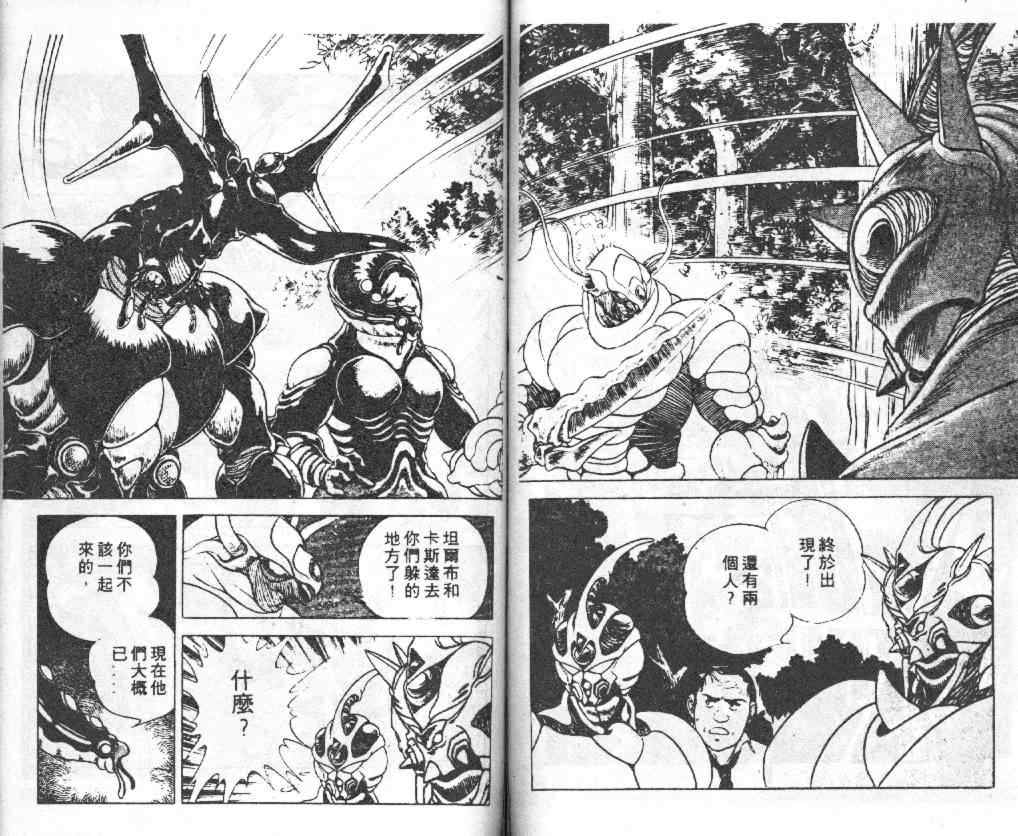 終於出
現了！
還有兩
個人？
坦爾布和
卡斯達去
你們躲的
地方了！
什麼？
你們不
該一起
來的，
現在他
們大概
已‥‥